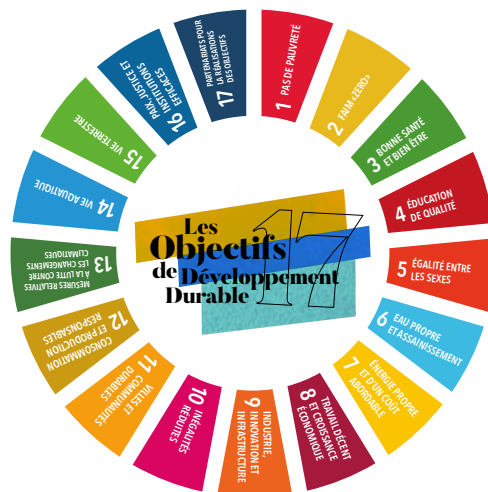 Les
Objectifs
de Développement
Durable
17
1 PAS DE PAUVRETÉ
2 FAIM «ZERO»
3 BONNE SANTÉ
ET BIEN ÊTRE
4 ÉDUCATION
DE QUALITÉ
5 ÉGALITÉ ENTRE
LES SEXES
6 EAU PROPRE
ET ASSAINISSEMENT
7 ÉNERGIE PROPRE
ET D'UN COÛT
ABORDABLE
8 TRAVAIL DÉCENT
ET CROISSANCE
ÉCONOMIQUE
9 INDUSTRIE,
INNOVATION ET
INFRASTRUCTURE
10 INÉGALITÉS
RÉDUITES
11 VILLES ET
COMMUNAUTÉS
DURABLES
12 CONSOMMATION
ET PRODUCTION
RESPONSABLES
13 MESURES RELATIVES
À LA LUTTE CONTRE
LES CHANGEMENTS
CLIMATIQUES
14 VIE AQUATIQUE
15 VIE TERRESTRE
16 PAIX, JUSTICE ET
INSTITUTIONS
EFFICACES
17 PARTENARIATS POUR
LA RÉALISATIONS
DES OBJECTIFS